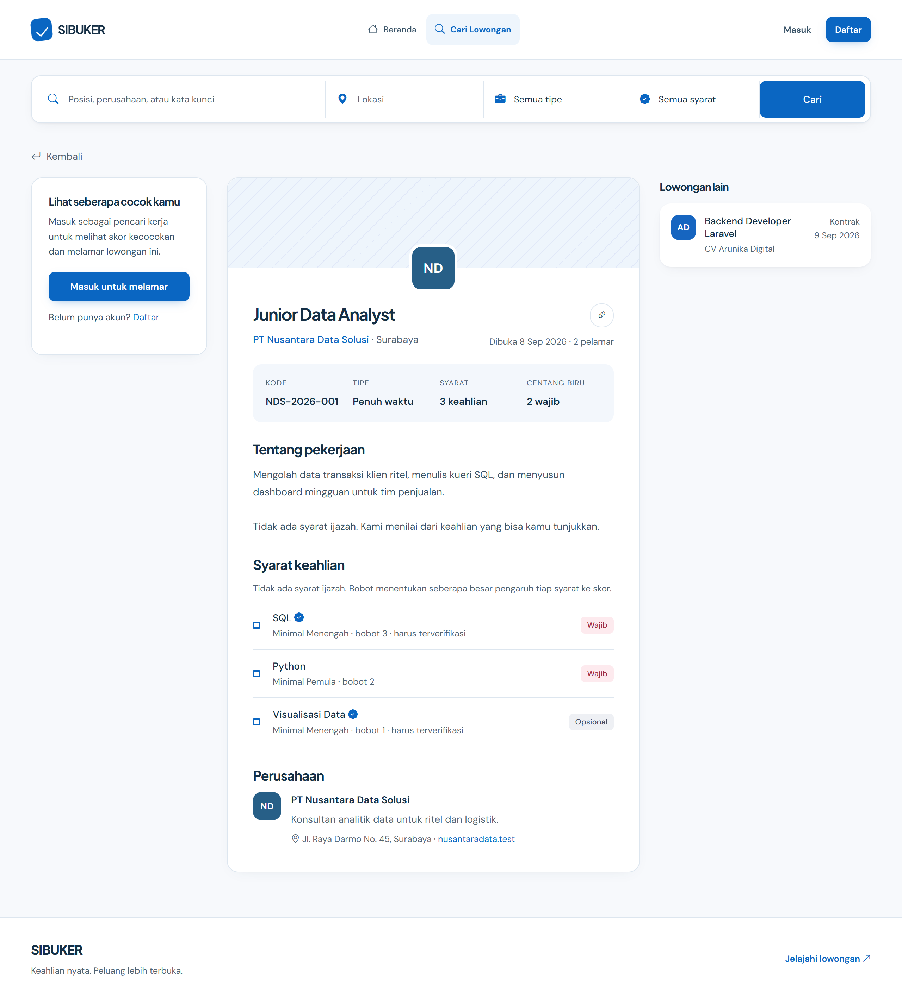 SIBUKER
Beranda
Cari Lowongan
Masuk
Daftar
Posisi, perusahaan, atau kata kunci
Lokasi
Semua tipe
Semua syarat
Cari
Kembali
Lihat seberapa cocok kamu
Masuk sebagai pencari kerja
untuk melihat skor kecocokan
dan melamar lowongan ini.
Masuk untuk melamar
Belum punya akun? Daftar
ND
Junior Data Analyst
PT Nusantara Data Solusi · Surabaya
Dibuka 8 Sep 2026 · 2 pelamar
KODE
NDS-2026-001
TIPE
Penuh waktu
SYARAT
3 keahlian
CENTANG BIRU
2 wajib
Tentang pekerjaan
Mengolah data transaksi klien ritel, menulis kueri SQL, dan menyusun
dashboard mingguan untuk tim penjualan.
Tidak ada syarat ijazah. Kami menilai dari keahlian yang bisa kamu tunjukkan.
Syarat keahlian
Tidak ada syarat ijazah. Bobot menentukan seberapa besar pengaruh tiap syarat ke skor.
SQL
Minimal Menengah · bobot 3 · harus terverifikasi
Wajib
Python
Minimal Pemula · bobot 2
Wajib
Visualisasi Data
Minimal Menengah · bobot 1 · harus terverifikasi
Opsional
Perusahaan
ND
PT Nusantara Data Solusi
Konsultan analitik data untuk ritel dan logistik.
Jl. Raya Darmo No. 45, Surabaya · nusantaradata.test
Lowongan lain
AD
Backend Developer
Laravel
CV Arunika Digital
Kontrak
9 Sep 2026
SIBUKER
Keahlian nyata. Peluang lebih terbuka.
Jelajahi lowongan